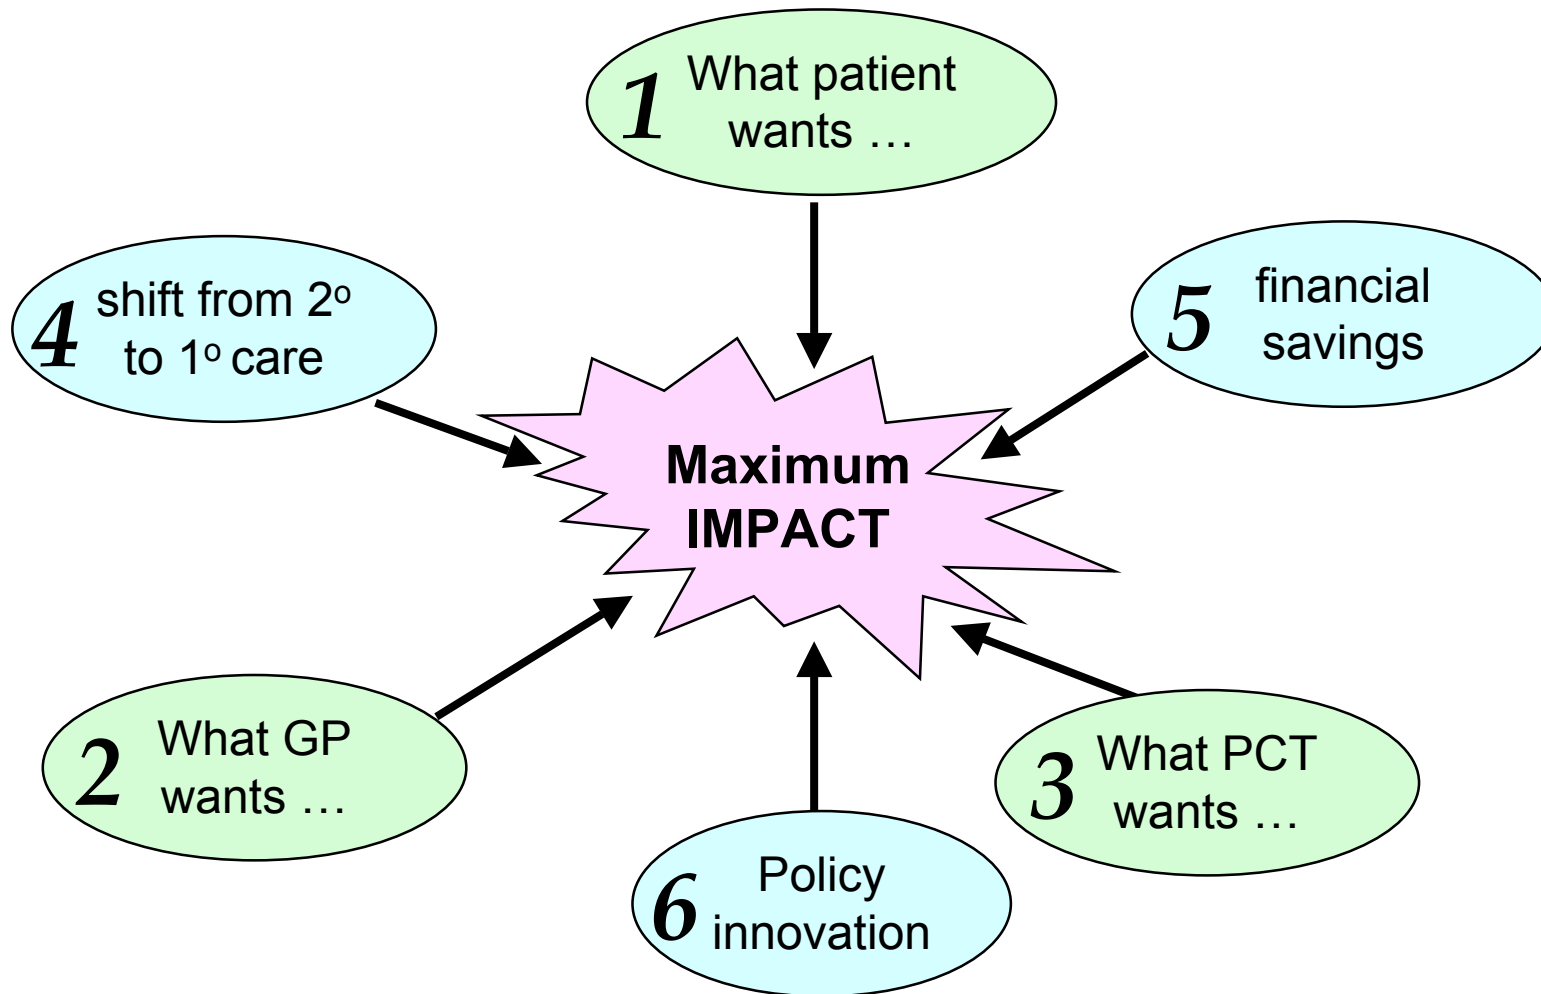 1 What patient
wants …
4 shift from 2º
to 1º care
5 financial
savings
Maximum
IMPACT
2 What GP
wants …
3 What PCT
wants …
6 Policy
innovation